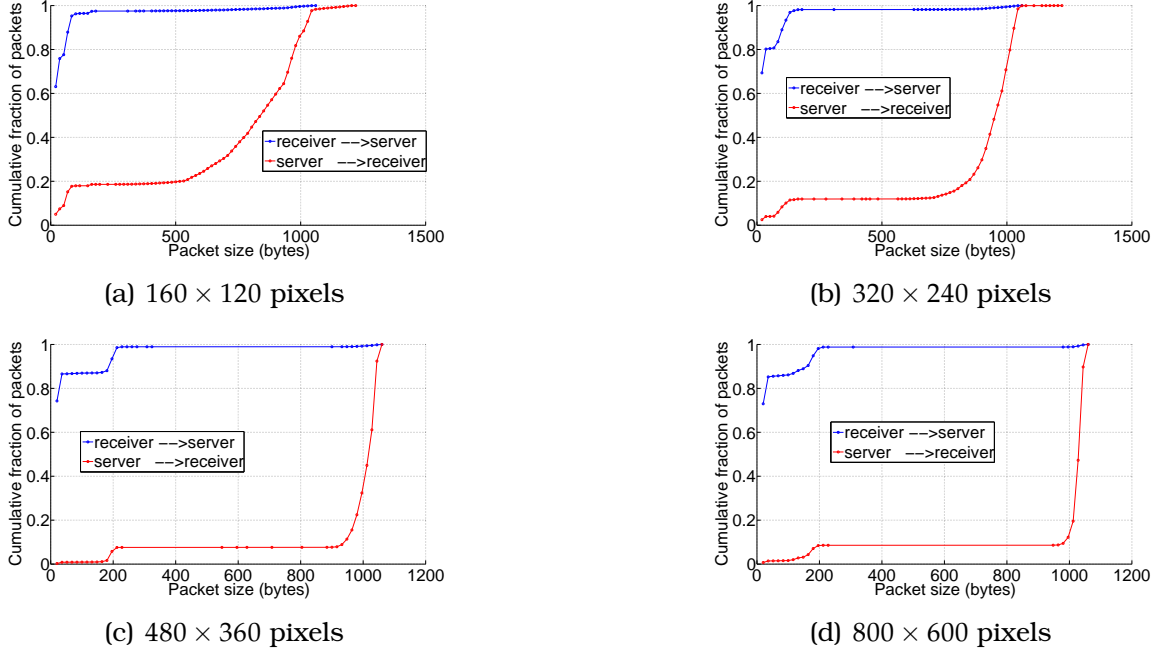 1
0.8
0.6
0.4
0.2
0
0 500 1000 1500
Cumulative fraction of packets
Packet size (bytes)
receiver −−>server
server −−>receiver
(a) 160 × 120 pixels
1
0.8
0.6
0.4
0.2
0
0 500 1000 1500
Cumulative fraction of packets
Packet size (bytes)
receiver −−>server
server −−>receiver
(b) 320 × 240 pixels
1
0.8
0.6
0.4
0.2
0
0 200 400 600 800 1000 1200
Cumulative fraction of packets
Packet size (bytes)
receiver −−>server
server −−>receiver
(c) 480 × 360 pixels
1
0.8
0.6
0.4
0.2
0
0 200 400 600 800 1000 1200
Cumulative fraction of packets
Packet size (bytes)
receiver −−>server
server −−>receiver
(d) 800 × 600 pixels